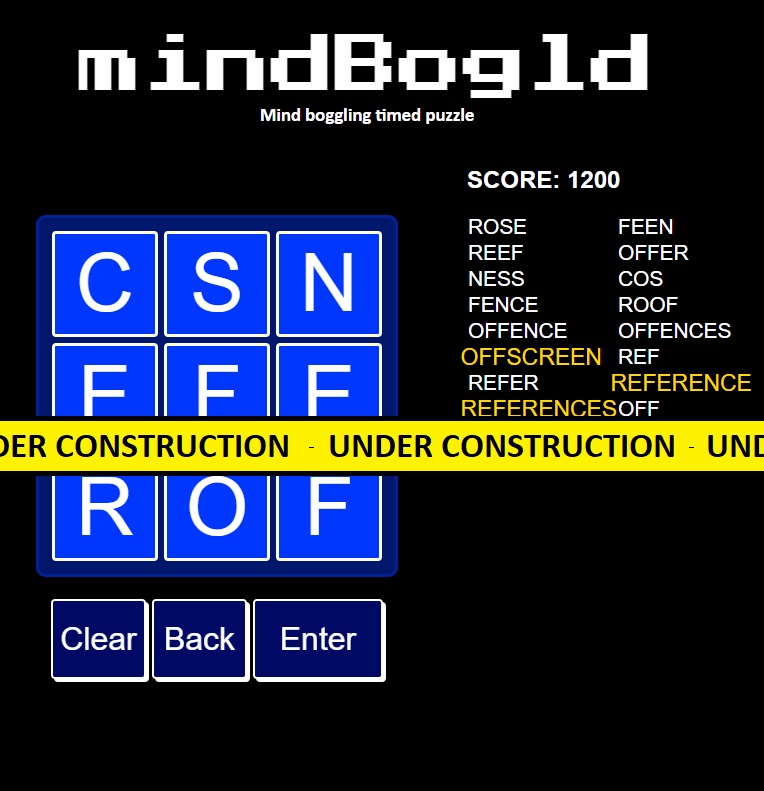 mindBogld
Mind boggling timed puzzle
SCORE: 1200
ROSE FEEN
REEF OFFER
NESS COS
FENCE ROOF
OFFENCE OFFENCES
OFFSCREEN REF
REFER REFERENCE
REFERENCES OFF
C S N
DER CONSTRUCTION - UNDER CONSTRUCTION - UND
R O F
Clear Back Enter